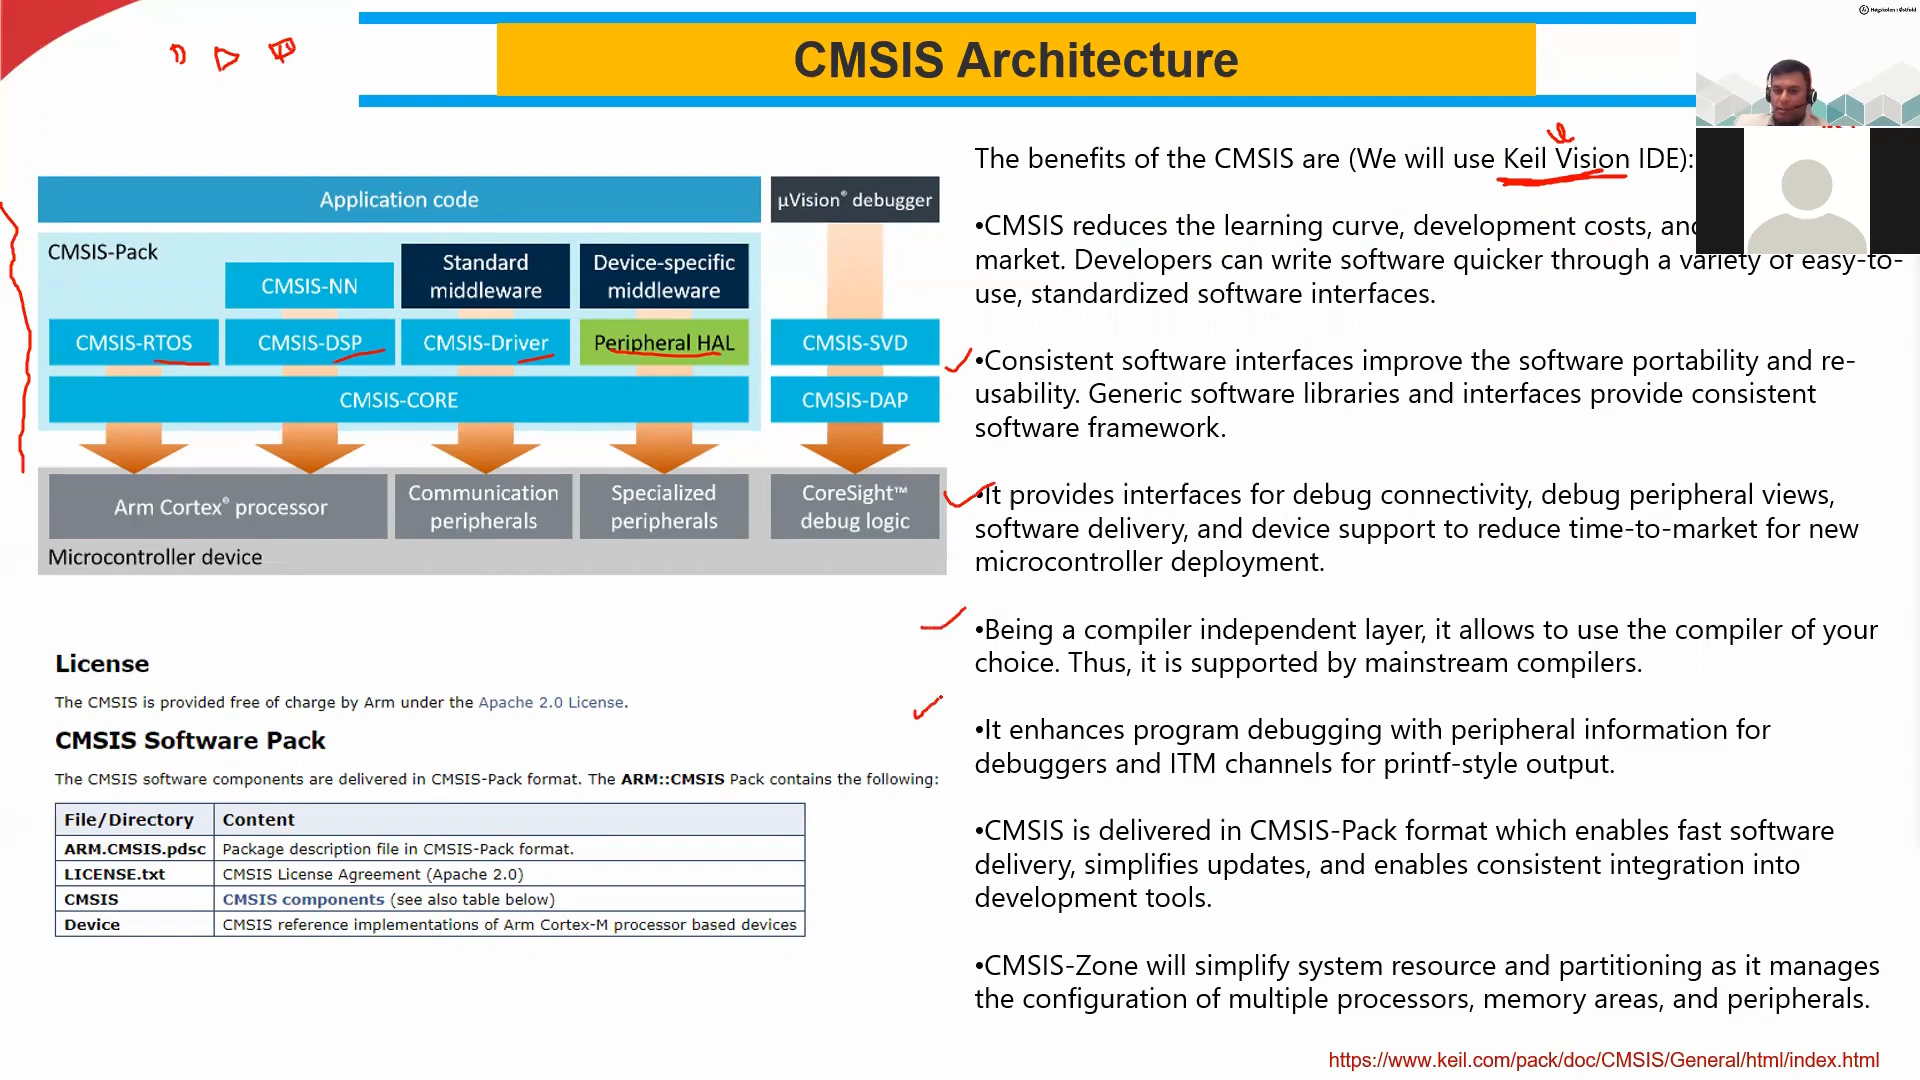 Høgskolen i Østfold
CMSIS Architecture
Application code
µVision® debugger
CMSIS-Pack
CMSIS-NN
Standard
middleware
Device-specific
middleware
CMSIS-RTOS
CMSIS-DSP
CMSIS-Driver
Peripheral HAL
CMSIS-SVD
CMSIS-CORE
CMSIS-DAP
Arm Cortex® processor
Communication
peripherals
Specialized
peripherals
CoreSight™
debug logic
Microcontroller device
License
The CMSIS is provided free of charge by Arm under the Apache 2.0 License.
CMSIS Software Pack
The CMSIS software components are delivered in CMSIS-Pack format. The ARM::CMSIS Pack contains the following:
File/Directory Content
ARM.CMSIS.pdsc Package description file in CMSIS-Pack format.
LICENSE.txt CMSIS License Agreement (Apache 2.0)
CMSIS CMSIS components (see also table below)
Device CMSIS reference implementations of Arm Cortex-M processor based devices
The benefits of the CMSIS are (We will use Keil Vision IDE):
•CMSIS reduces the learning curve, development costs, and
market. Developers can write software quicker through a variety of easy-to-
use, standardized software interfaces.
•Consistent software interfaces improve the software portability and re-
usability. Generic software libraries and interfaces provide consistent
software framework.
•It provides interfaces for debug connectivity, debug peripheral views,
software delivery, and device support to reduce time-to-market for new
microcontroller deployment.
•Being a compiler independent layer, it allows to use the compiler of your
choice. Thus, it is supported by mainstream compilers.
•It enhances program debugging with peripheral information for
debuggers and ITM channels for printf-style output.
•CMSIS is delivered in CMSIS-Pack format which enables fast software
delivery, simplifies updates, and enables consistent integration into
development tools.
•CMSIS-Zone will simplify system resource and partitioning as it manages
the configuration of multiple processors, memory areas, and peripherals.
https://www.keil.com/pack/doc/CMSIS/General/html/index.html